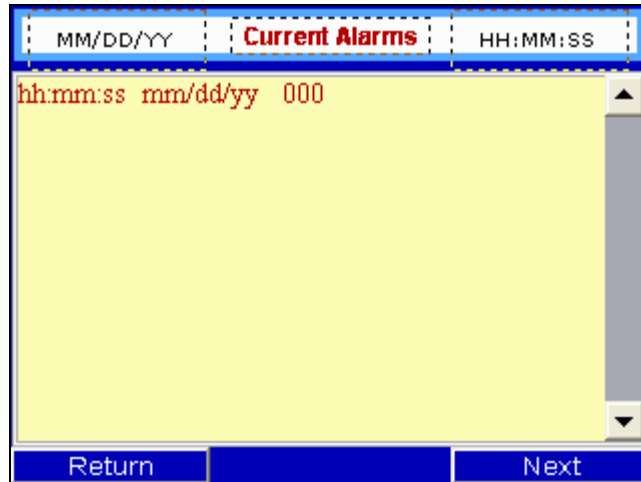 MM/DD/YY Current Alarms HH:MM:SS
hh:mm:ss mm/dd/yy 000
Return Next